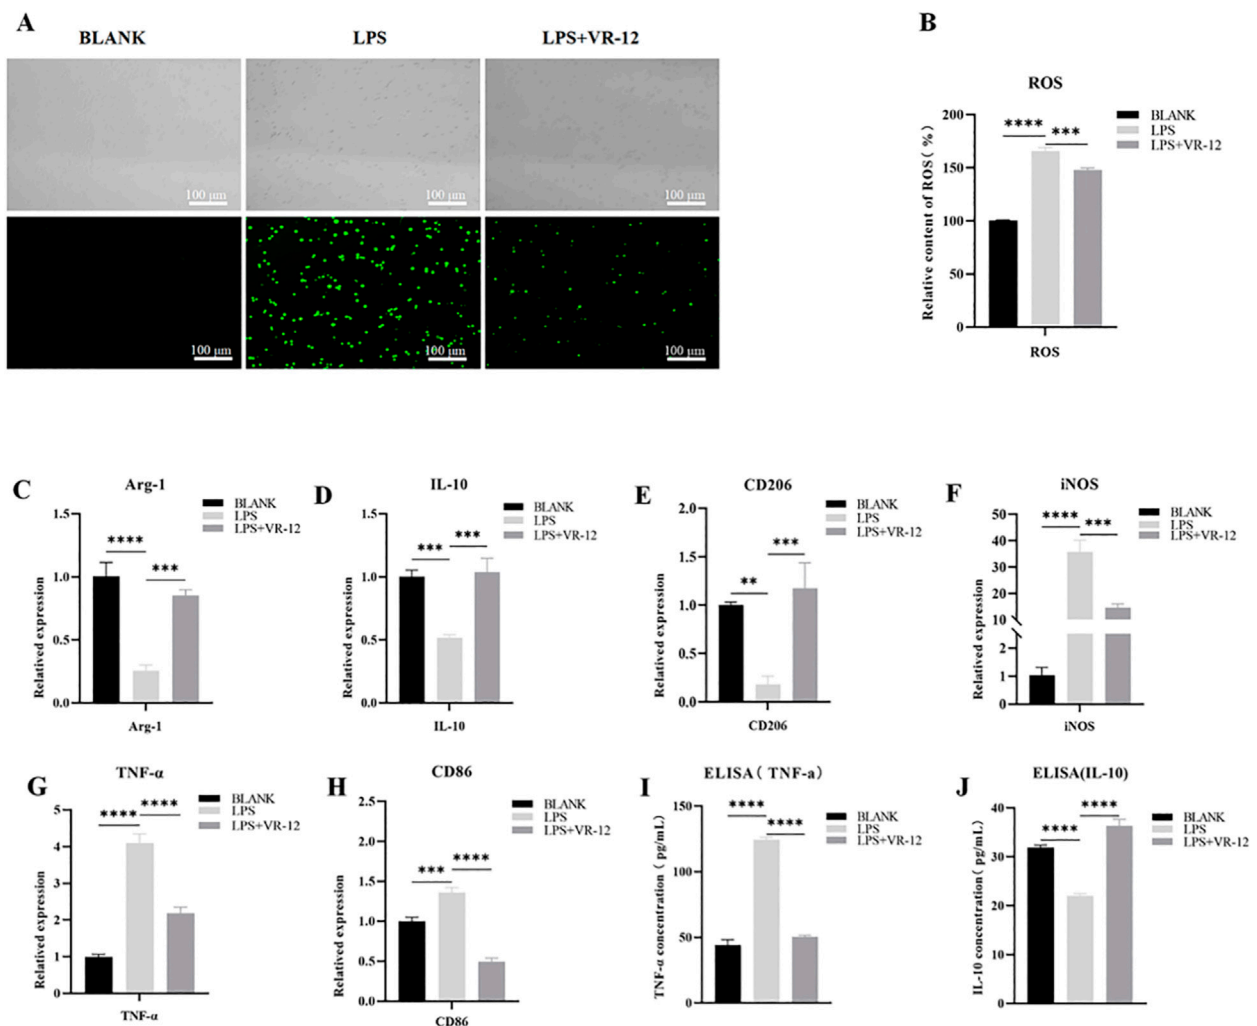 A
BLANK
LPS
LPS+VR-12
100 μm
100 μm
100 μm
100 μm
100 μm
100 μm
B
ROS
BLANK
LPS
LPS+VR-12
Relative content of ROS( %)
200
150
100
50
0
**** ***
ROS
C
Arg-1
BLANK
LPS
LPS+VR-12
Relatived expression
1.5
1.0
0.5
0.0
****
***
Arg-1
D
IL-10
BLANK
LPS
LPS+VR-12
Relatived expression
1.5
1.0
0.5
0.0
*** ***
IL-10
E
CD206
BLANK
LPS
LPS+VR-12
Relatived expression
2.0
1.5
1.0
0.5
0.0
**
***
CD206
F
iNOS
BLANK
LPS
LPS+VR-12
Relatived expression
50
40
30
20
10
2
1
0
**** ***
iNOS
G
TNF-α
BLANK
LPS
LPS+VR-12
Relatived expression
5
4
3
2
1
0
**** ****
TNF-α
H
CD86
BLANK
LPS
LPS+VR-12
Relatived expression
2.5
2.0
1.5
1.0
0.5
0.0
*** ****
CD86
I
ELISA( TNF-a)
BLANK
LPS
LPS+VR-12
TNF-α concentration( pg/mL)
150
100
50
0
****
****
J
ELISA(IL-10)
BLANK
LPS
LPS+VR-12
IL-10 concentration( pg/mL)
40
30
20
10
0
****
****